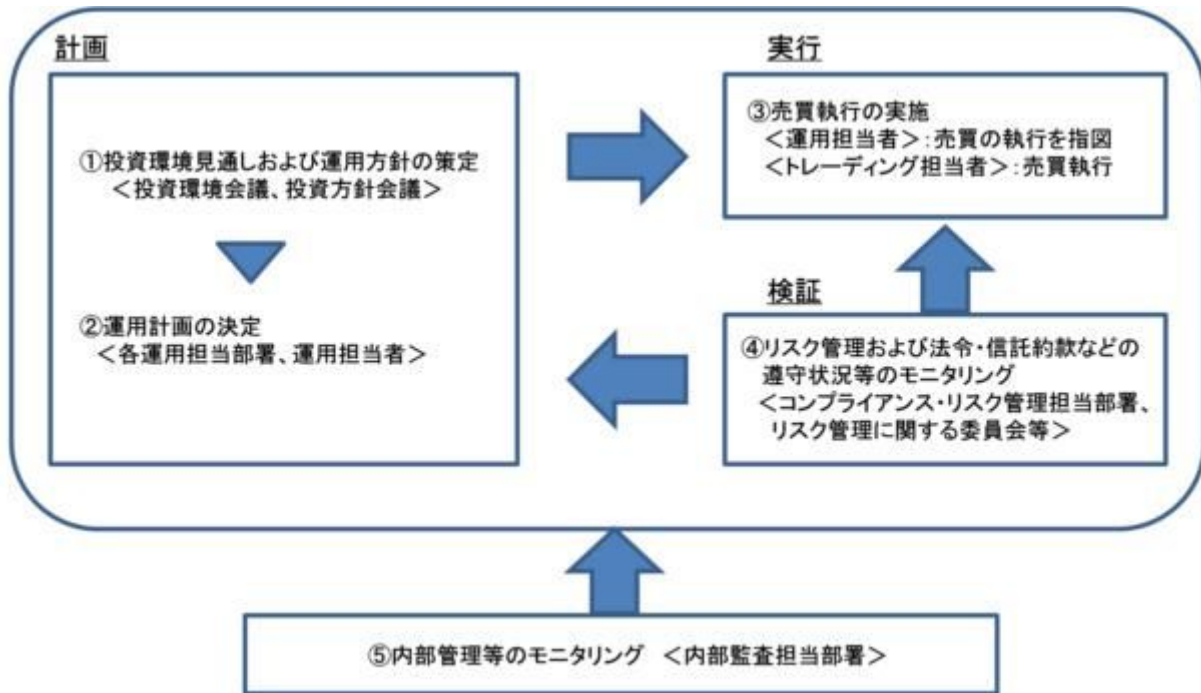 計画
①投資環境見通しおよび運用方針の策定
<投資環境会議、投資方針会議>
②運用計画の決定
<各運用担当部署、運用担当者>
実行
③売買執行の実施
<運用担当者>:売買の執行を指図
<トレーディング担当者>:売買執行
検証
④リスク管理および法令・信託約款などの
遵守状況等のモニタリング
<コンプライアンス・リスク管理担当部署、
リスク管理に関する委員会等>
⑤内部管理等のモニタリング <内部監査担当部署>